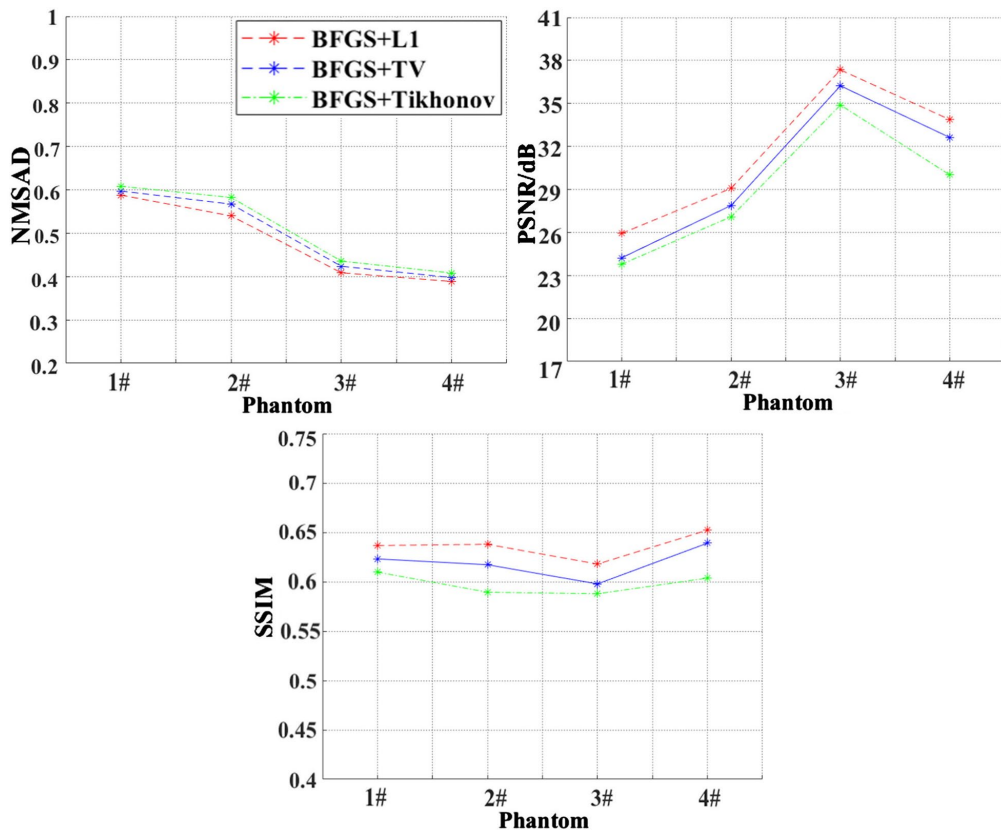 1
0.9
0.8
0.7
0.6
0.5
0.4
0.3
0.2
NMSAD
BFGS+L1
BFGS+TV
BFGS+Tikhonov
1# 2# 3# 4#
Phantom
41
38
35
32
29
26
23
20
17
PSNR/dB
1# 2# 3# 4#
Phantom
0.75
0.7
0.65
0.6
0.55
0.5
0.45
0.4
SSIM
1# 2# 3# 4#
Phantom